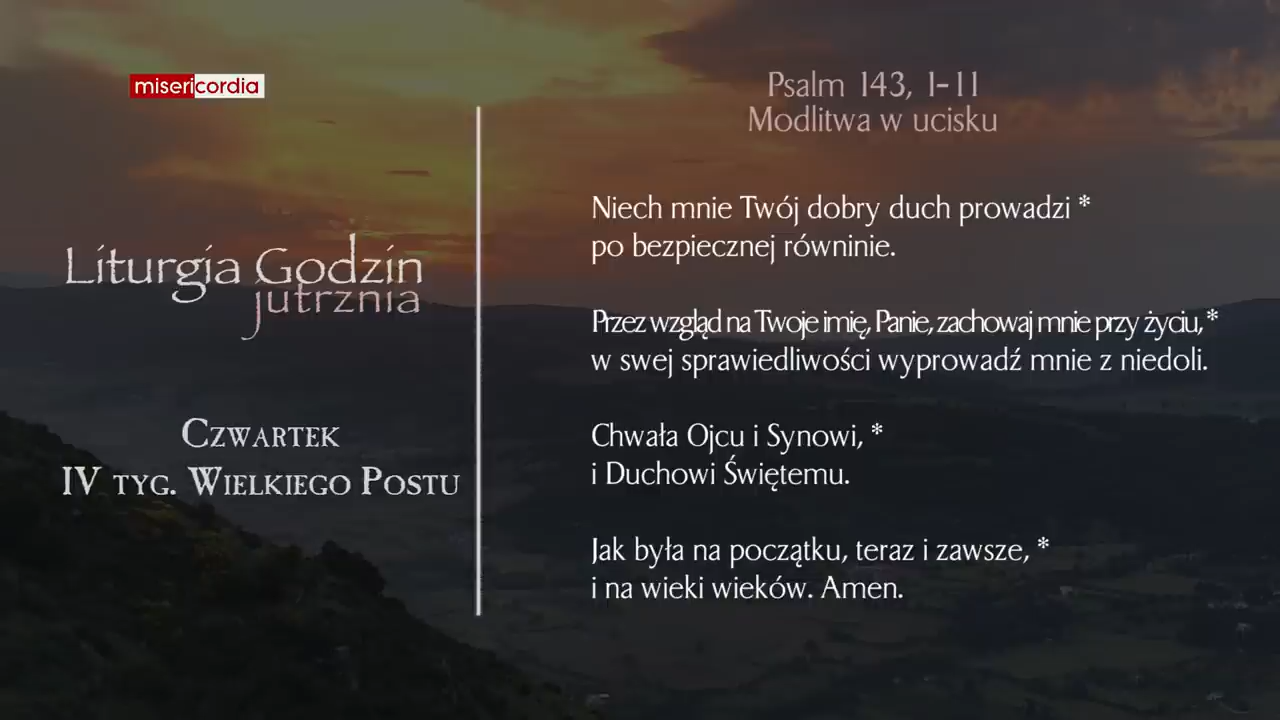 misericordia
Liturgia Godzin
jutrznia
Czwartek
IV tyg. Wielkiego Postu
Psalm 143, 1-11
Modlitwa w ucisku
Niech mnie Twój dobry duch prowadzi *
po bezpiecznej równinie.
Przez wzgląd na Twoje imię, Panie, zachowaj mnie przy życiu, *
w swej sprawiedliwości wyprowadź mnie z niedoli.
Chwała Ojcu i Synowi, *
i Duchowi Świętemu.
Jak była na początku, teraz i zawsze, *
i na wieki wieków. Amen.